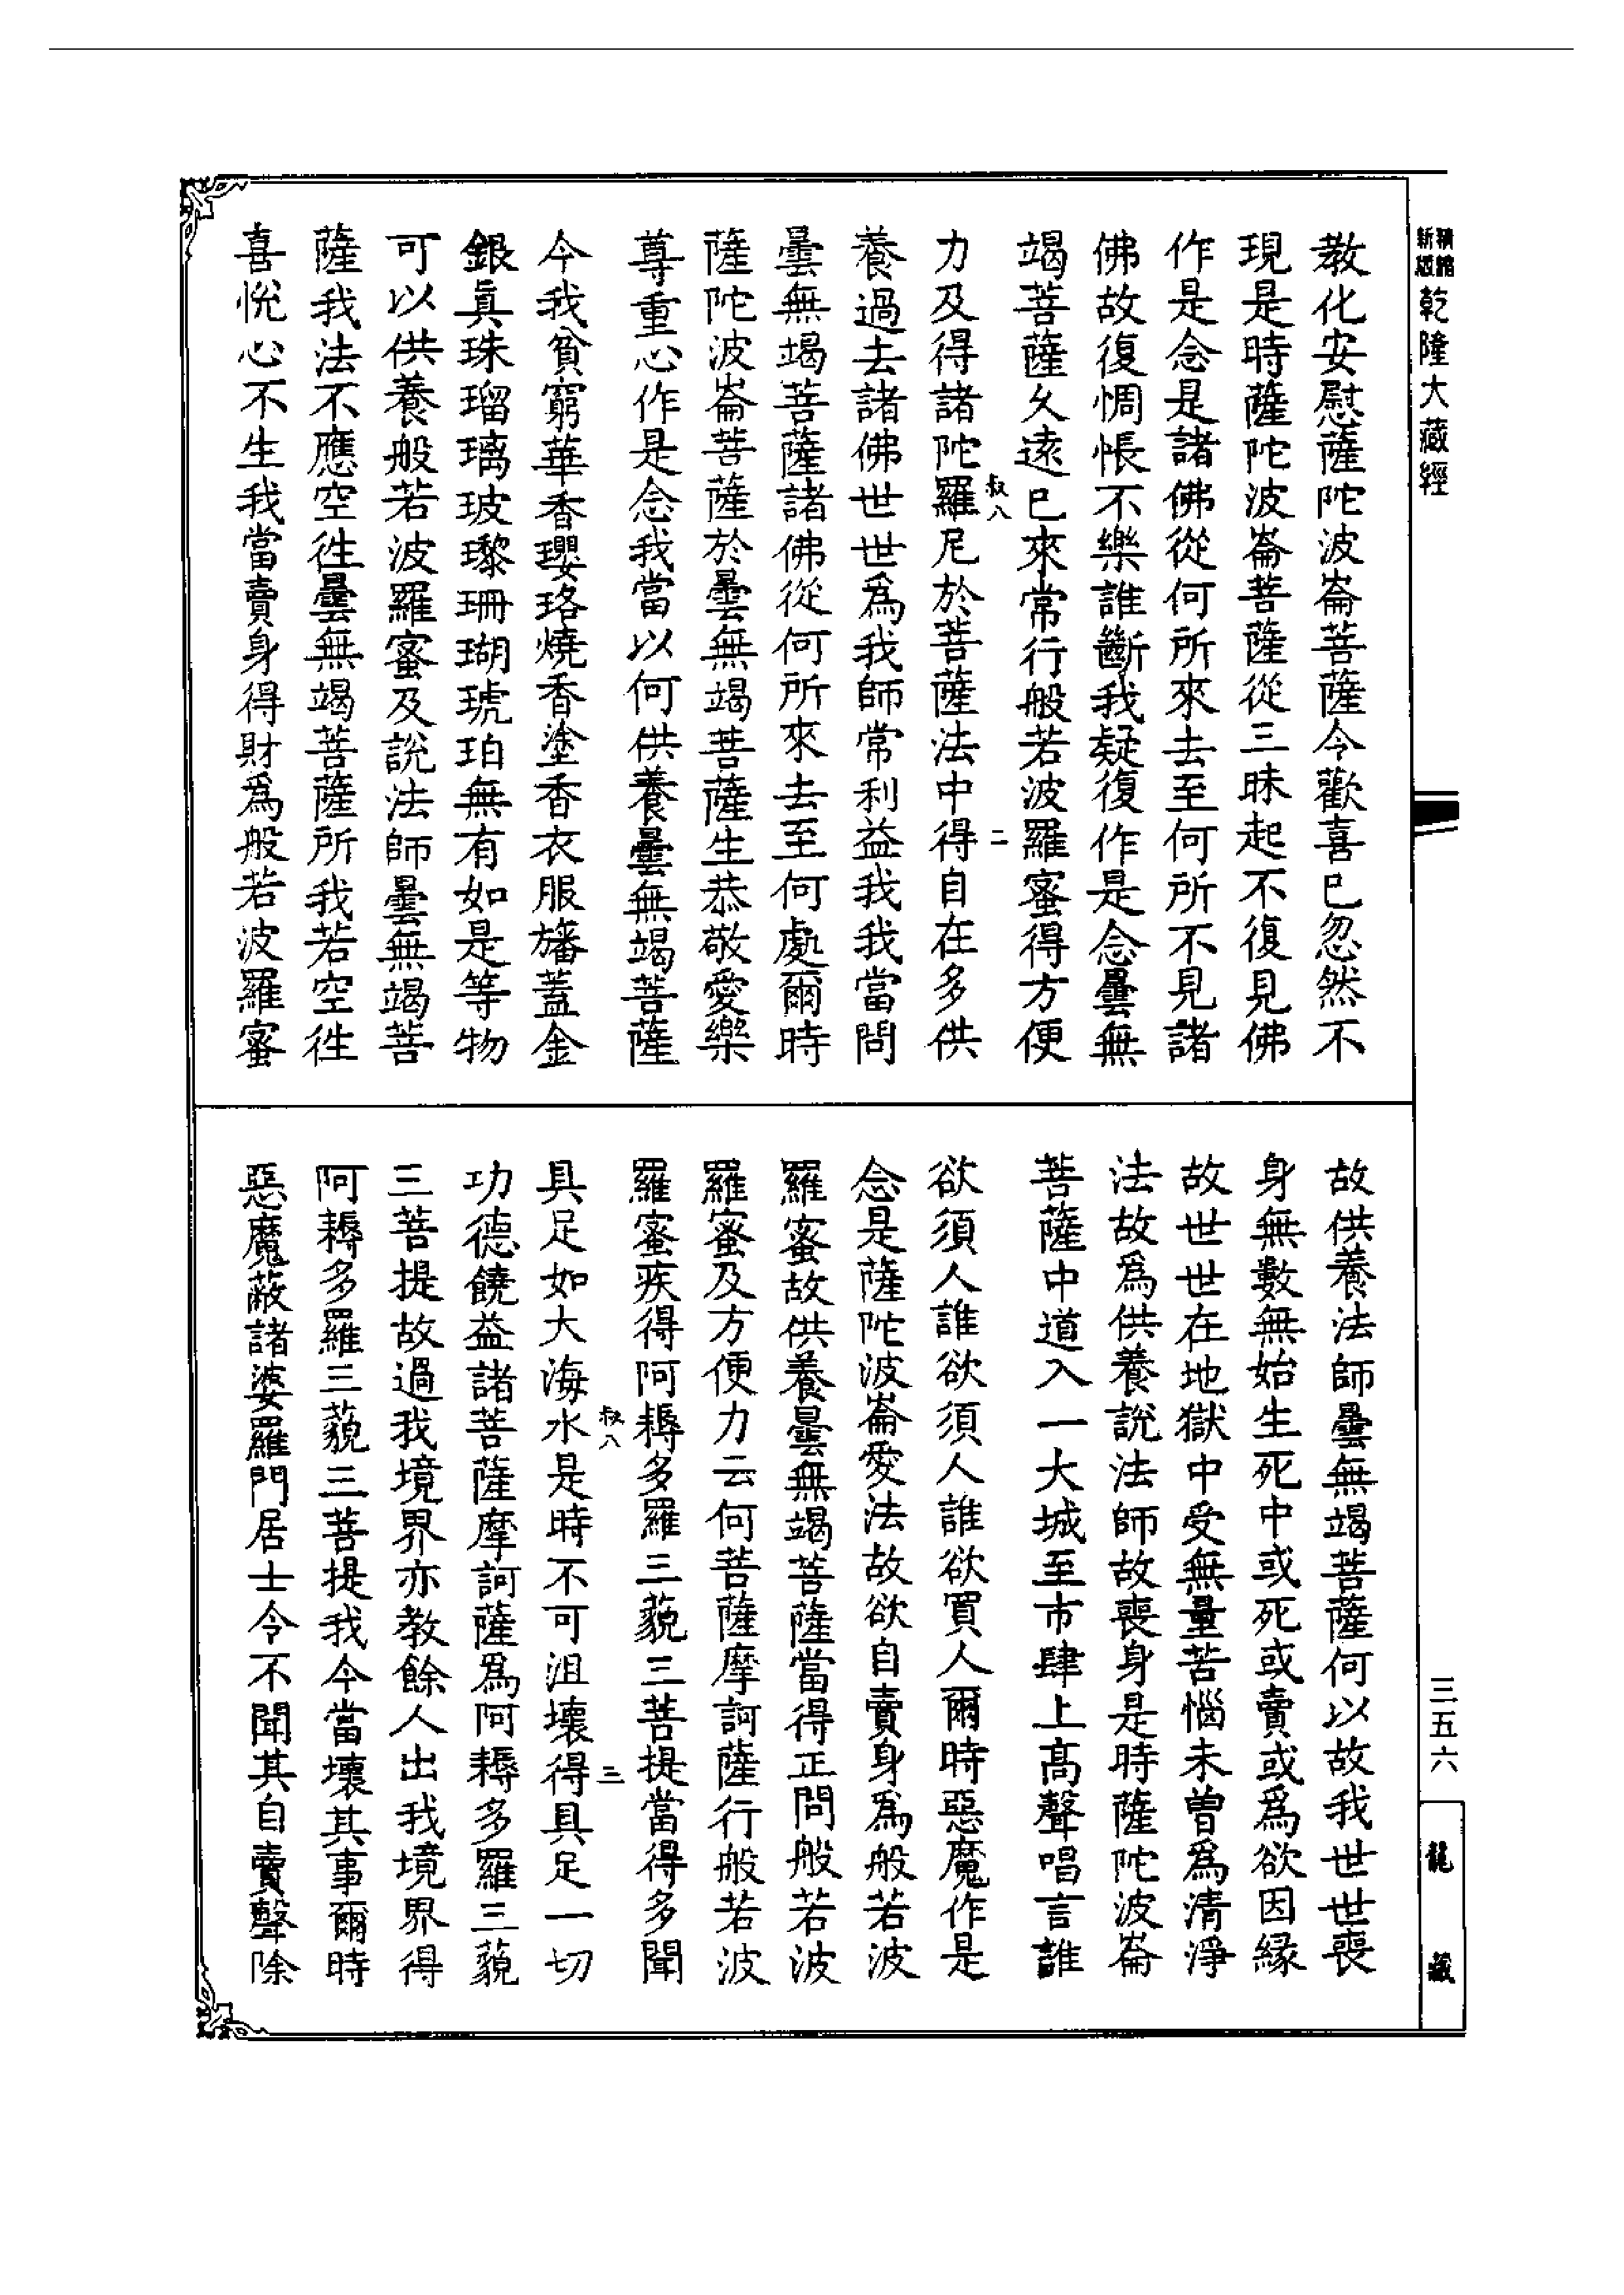 精縮
新版
乾隆大藏經
三五六
龍藏
教化安慰薩陀波崙菩薩令歡喜已忽然不
現是時薩陀波崙菩薩從三昧起不復見佛
作是念是諸佛從何所來去至何所不見諸
佛故復惆悵不樂誰斷我疑復作是念曇無
竭菩薩久遠已來常行般若波羅蜜得方便
叔八 二
力及得諸陀羅尼於菩薩法中得自在多供
養過去諸佛世世爲我師常利益我我當問
曇無竭菩薩諸佛從何所來去至何處爾時
薩陀波崙菩薩於曇無竭菩薩生恭敬愛樂
尊重心作是念我當以何供養曇無竭菩薩
今我貧窮華香瓔珞燒香塗香衣服旛蓋金
銀眞珠瑠璃玻瓈珊瑚琥珀無有如是等物
可以供養般若波羅蜜及說法師曇無竭菩
薩我法不應空往曇無竭菩薩所我若空往
喜悅心不生我當賣身得財爲般若波羅蜜
故供養法師曇無竭菩薩何以故我世世喪
身無數無始生死中或死或賣或爲欲因緣
故世世在地獄中受無量苦惱未曾爲清淨
法故爲供養說法師故喪身是時薩陀波崙
菩薩中道入一大城至市肆上高聲唱言誰
欲須人誰欲須人誰欲買人爾時惡魔作是
念是薩陀波崙愛法故欲自賣身爲般若波
羅蜜故供養曇無竭菩薩當得正問般若波
羅蜜及方便力云何菩薩摩訶薩行般若波
羅蜜疾得阿耨多羅三藐三菩提當得多聞
叔八 三
具足如大海水是時不可沮壞得具足一切
功德饒益諸菩薩摩訶薩爲阿耨多羅三藐
三菩提故過我境界亦教餘人出我境界得
阿耨多羅三藐三菩提我今當壞其事爾時
惡魔蔽諸婆羅門居士令不聞其自賣聲除